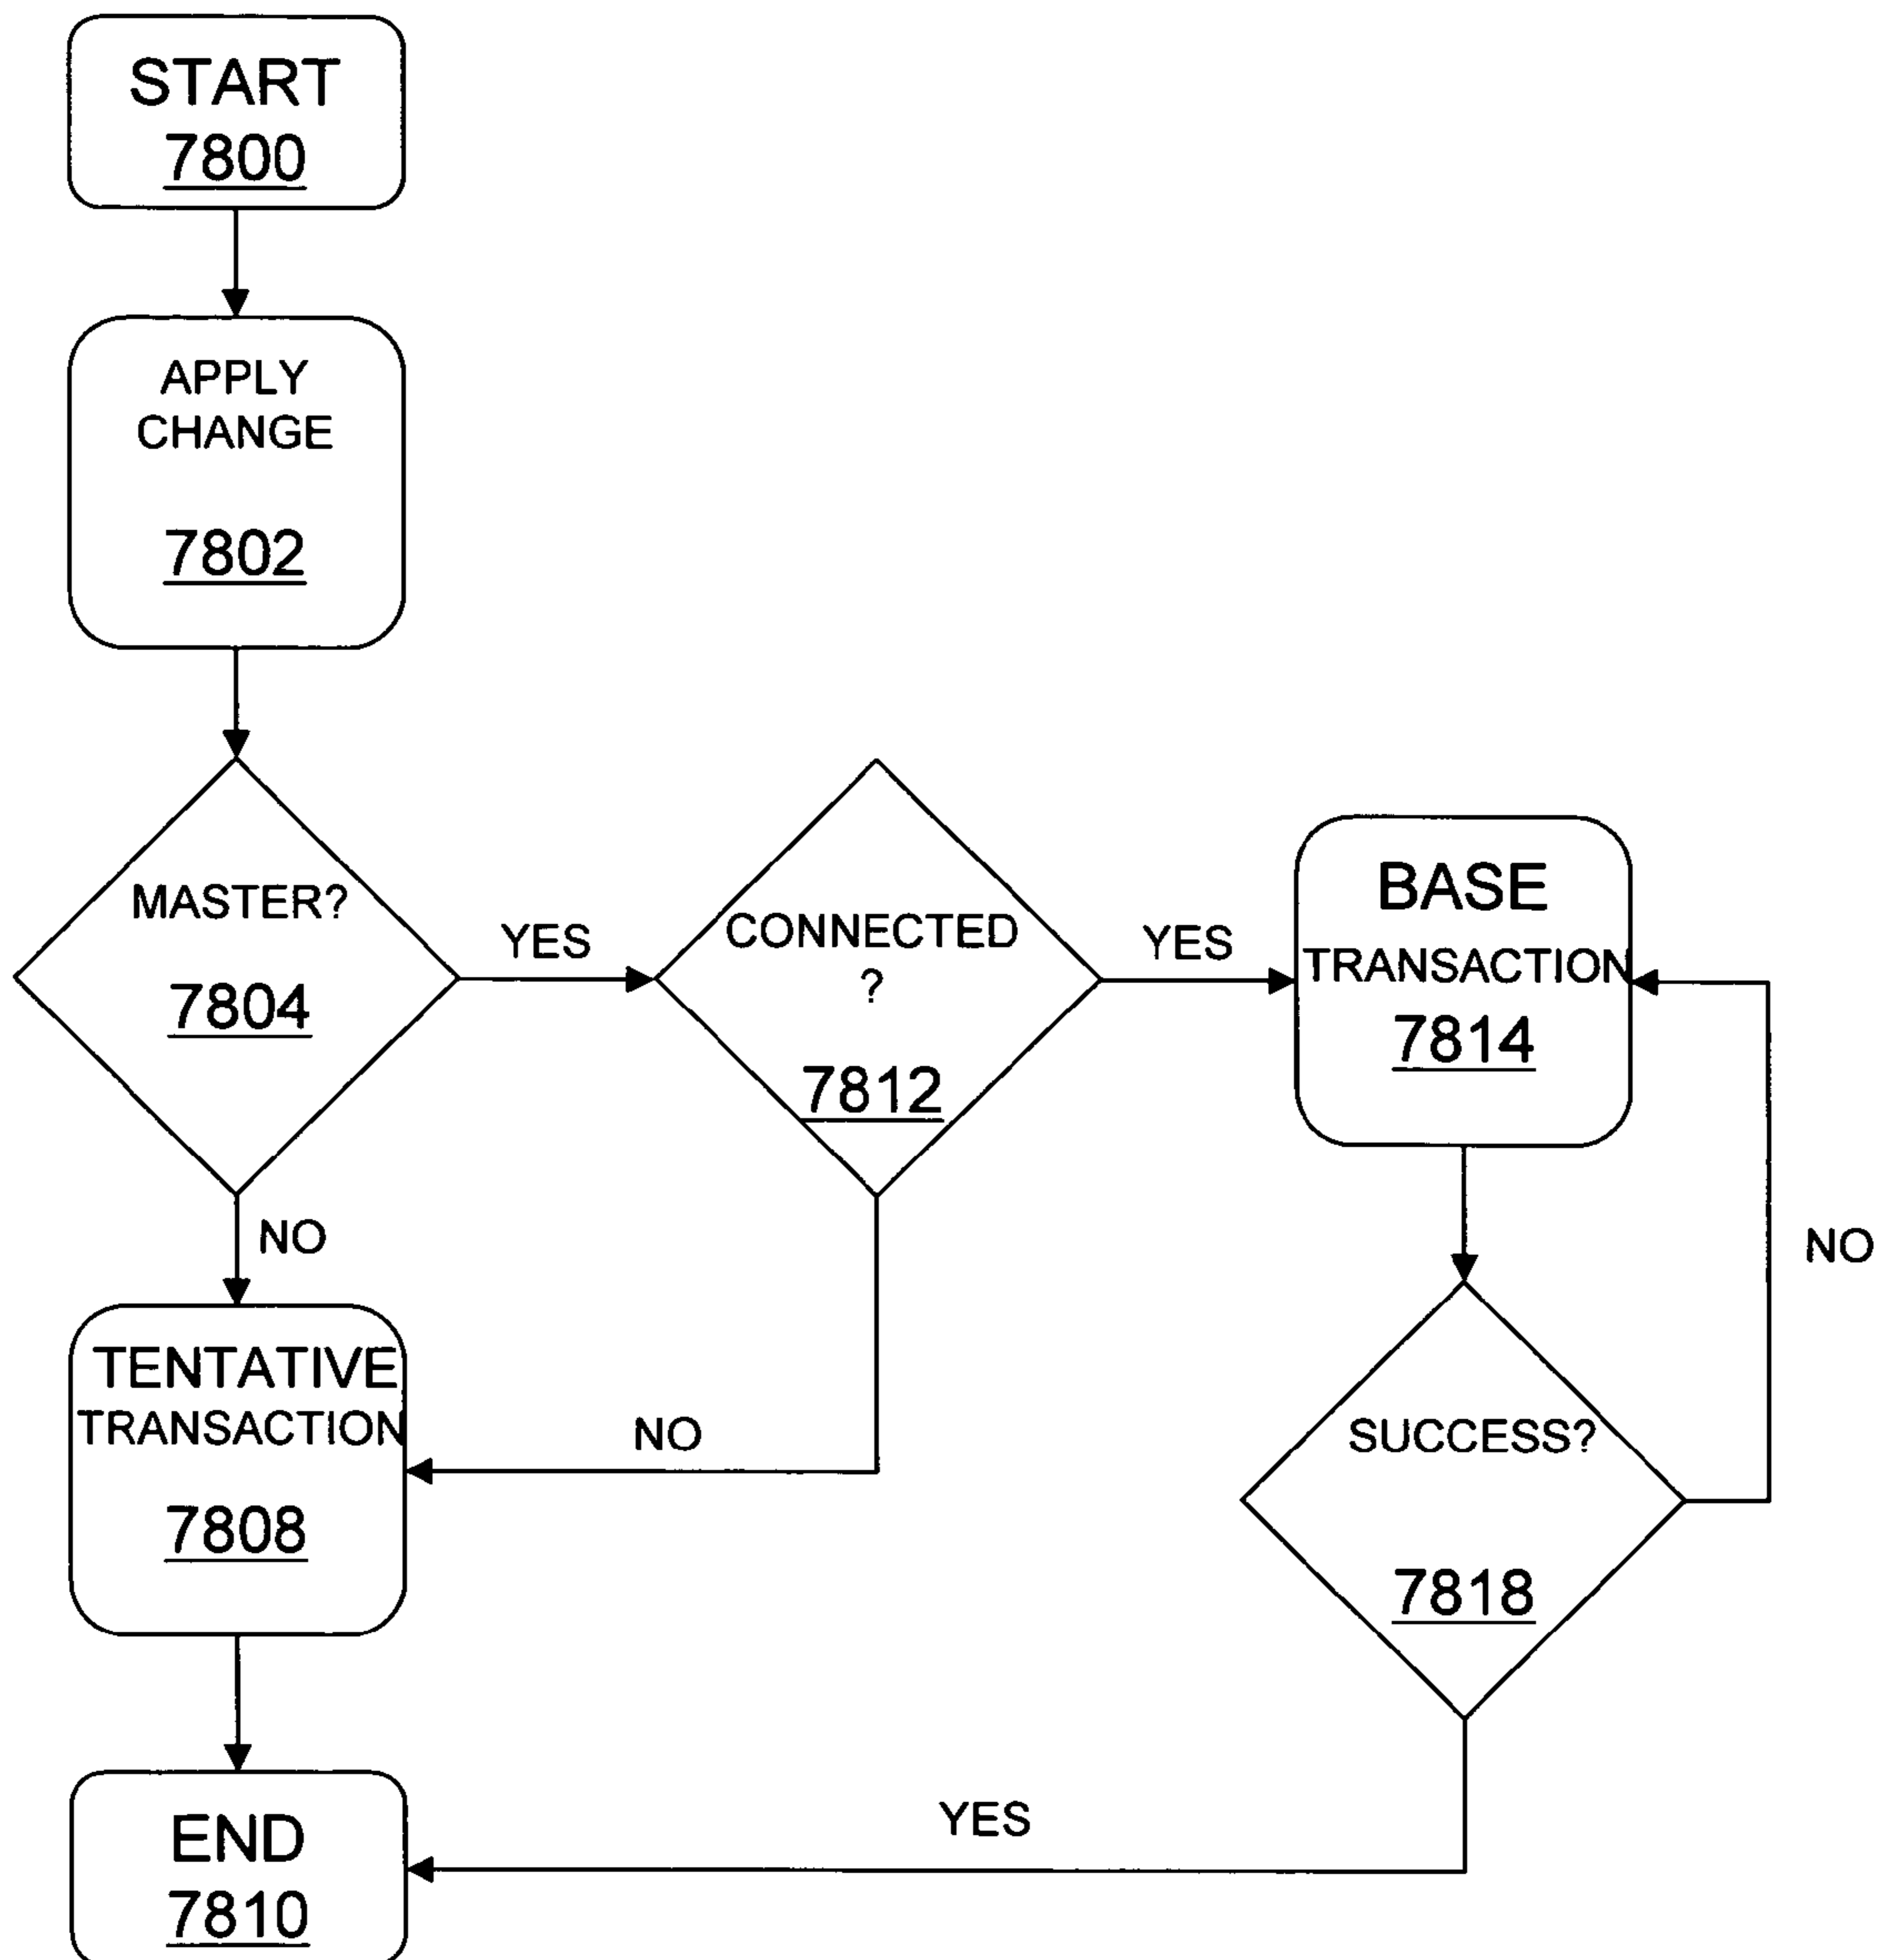 START
7800
APPLY
CHANGE
7802
MASTER?
7804
YES
CONNECTED
?
7812
YES
BASE
TRANSACTION
7814
NO
NO
TENTATIVE
TRANSACTION
7808
NO
SUCCESS?
7818
END
7810
YES